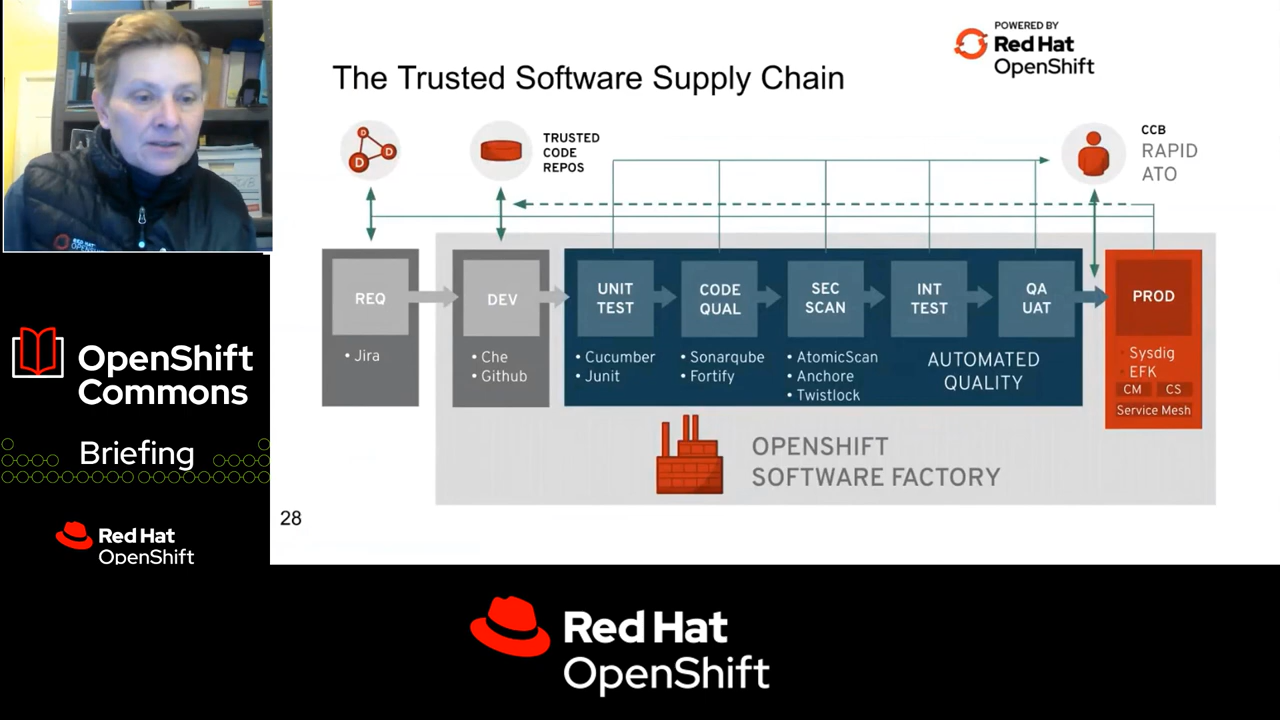 POWERED BY
Red Hat
OpenShift
The Trusted Software Supply Chain
D
D
D
TRUSTED
CODE
REPOS
CCB
RAPID
ATO
REQ
DEV
UNIT
TEST
CODE
QUAL
SEC
SCAN
INT
TEST
QA
UAT
PROD
• Jira
• Che
• Github
• Cucumber
• Junit
• Sonarqube
• Fortify
• AtomicScan
• Anchore
• Twistlock
AUTOMATED
QUALITY
• Sysdig
• EFK
CM CS
Service Mesh
OPENSHIFT
SOFTWARE FACTORY
28
RED HAT
OPENSHIFT
OpenShift
Commons
Briefing
Red Hat
OpenShift
Red Hat
OpenShift